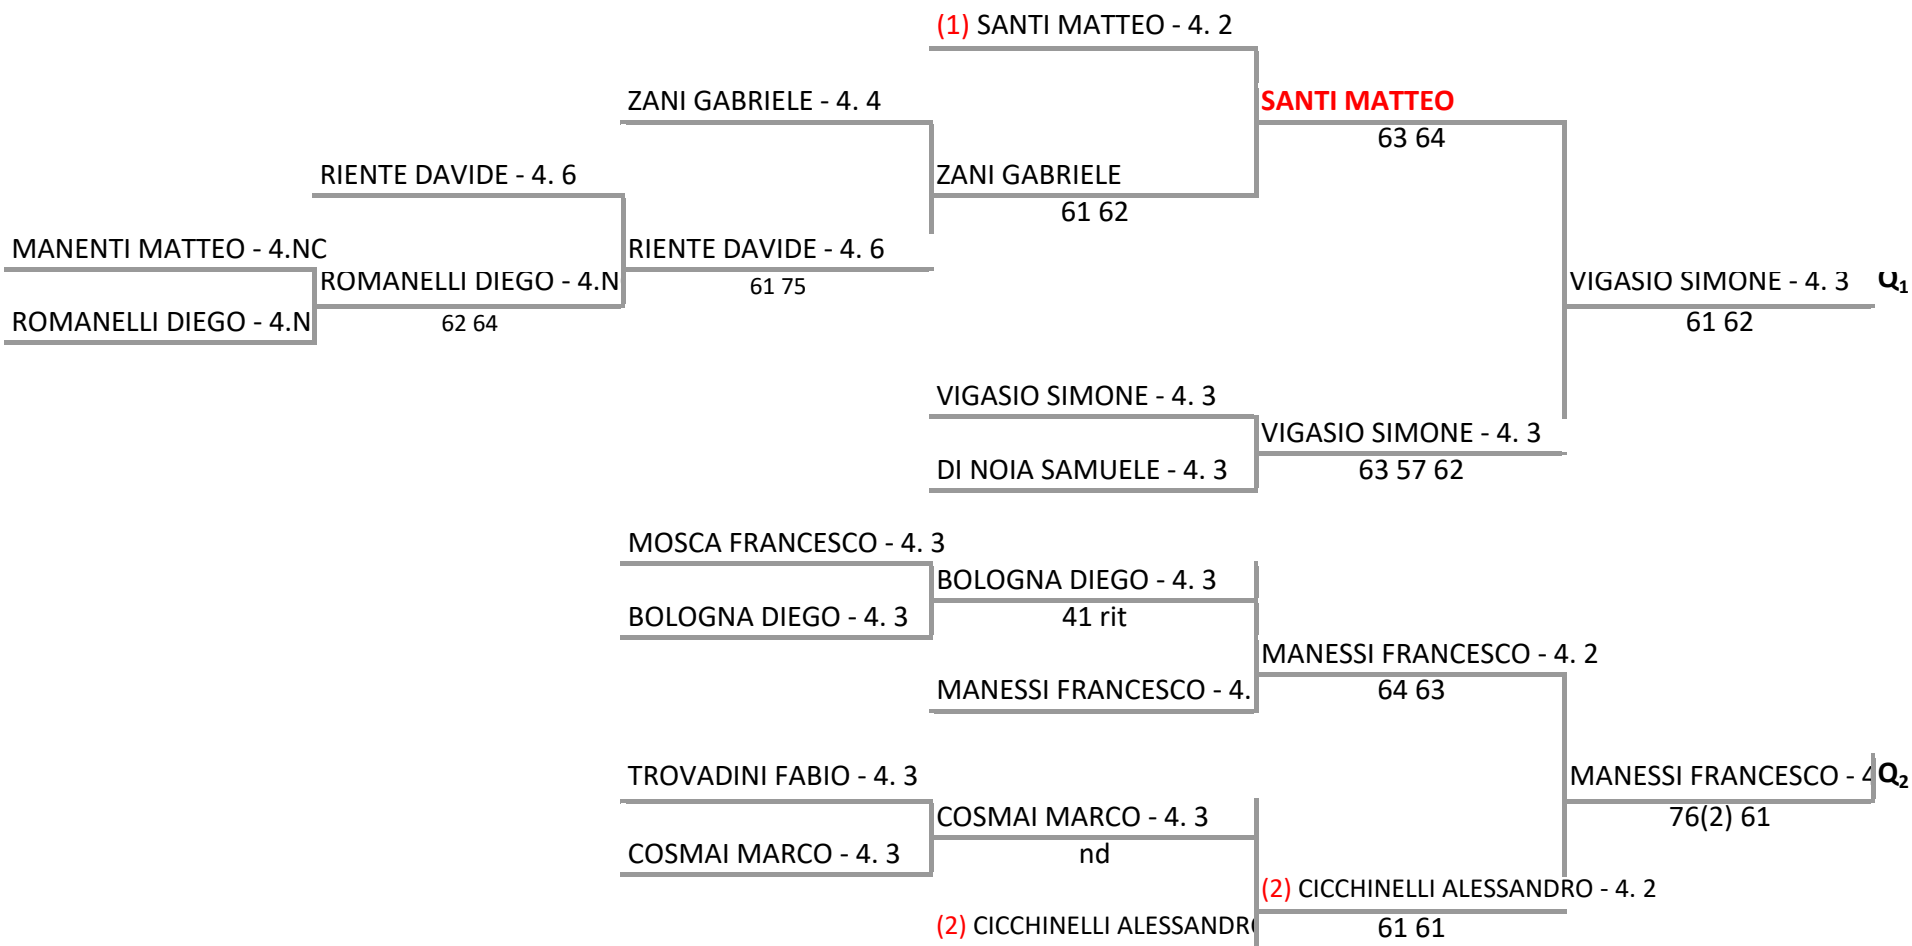 (1) SANTI MATTEO - 4. 2
ZANI GABRIELE - 4. 4
SANTI MATTEO
63 64
RIENTE DAVIDE - 4. 6
ZANI GABRIELE
61 62
MANENTI MATTEO - 4.NC
RIENTE DAVIDE - 4. 6
ROMANELLI DIEGO - 4.N
61 75
VIGASIO SIMONE - 4. 3
Q1
ROMANELLI DIEGO - 4.N
62 64
61 62
VIGASIO SIMONE - 4. 3
VIGASIO SIMONE - 4. 3
DI NOIA SAMUELE - 4. 3
63 57 62
MOSCA FRANCESCO - 4. 3
BOLOGNA DIEGO - 4. 3
BOLOGNA DIEGO - 4. 3
41 rit
MANESSI FRANCESCO - 4. 2
MANESSI FRANCESCO - 4.
64 63
TROVADINI FABIO - 4. 3
MANESSI FRANCESCO - 4
Q2
COSMAI MARCO - 4. 3
76(2) 61
COSMAI MARCO - 4. 3
nd
(2) CICCHINELLI ALESSANDRO - 4. 2
(2) CICCHINELLI ALESSANDRO
61 61